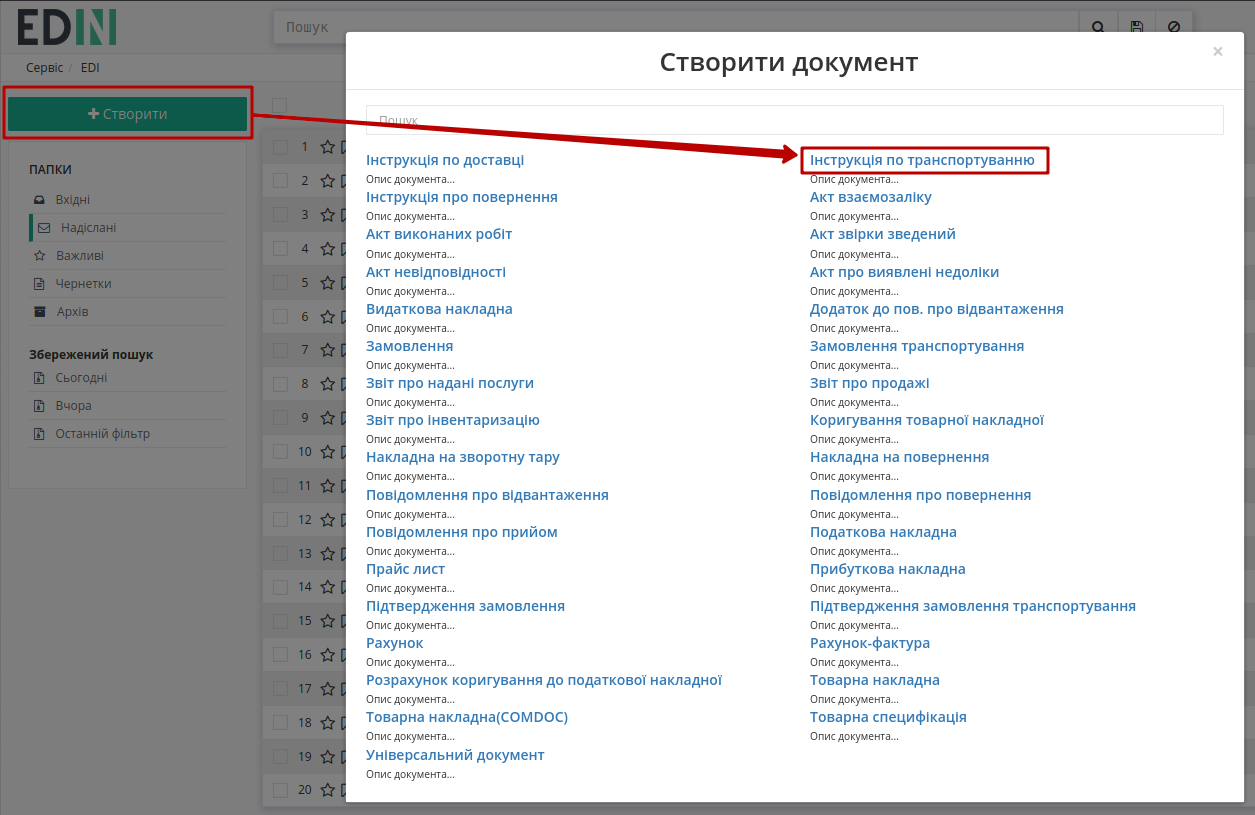 EDIN
Пошук
Сервіс / EDI
Створити
ПАПКИ
Вхідні
Надіслані
Важливі
Чернетки
Архів
Збережений пошук
Сьогодні
Вчора
Останній фільтр
1
2
3
4
5
6
7
8
9
10
11
12
13
14
15
16
17
18
19
20
Створити документ
×
Пошук
Інструкція по доставці
Опис документа...
Інструкція по транспортуванню
Опис документа...
Інструкція про повернення
Опис документа...
Акт взаємозаліку
Опис документа...
Акт виконаних робіт
Опис документа...
Акт звірки зведений
Опис документа...
Акт невідповідності
Опис документа...
Акт про виявлені недоліки
Опис документа...
Видаткова накладна
Опис документа...
Додаток до пов. про відвантаження
Опис документа...
Замовлення
Опис документа...
Замовлення транспортування
Опис документа...
Звіт про надані послуги
Опис документа...
Звіт про продажі
Опис документа...
Звіт про інвентаризацію
Опис документа...
Коригування товарної накладної
Опис документа...
Накладна на зворотну тару
Опис документа...
Накладна на повернення
Опис документа...
Повідомлення про відвантаження
Опис документа...
Повідомлення про повернення
Опис документа...
Повідомлення про прийом
Опис документа...
Податкова накладна
Опис документа...
Прайс лист
Опис документа...
Прибуткова накладна
Опис документа...
Підтвердження замовлення
Опис документа...
Підтвердження замовлення транспортування
Опис документа...
Рахунок
Опис документа...
Рахунок-фактура
Опис документа...
Розрахунок коригування до податкової накладної
Опис документа...
Товарна накладна
Опис документа...
Товарна накладна(COMDOC)
Опис документа...
Товарна специфікація
Опис документа...
Універсальний документ
Опис документа...